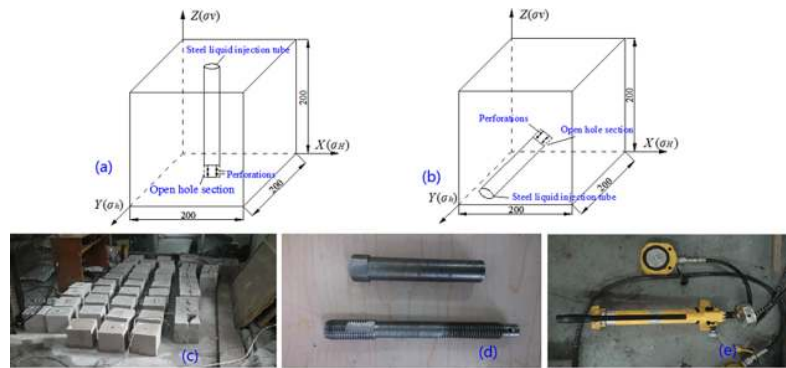 Z(σv)
Steel liquid injection tube
200
X(σH)
(a)
Perforations
Open hole section
200
Y(σh)
200
Z(σv)
Perforations
Open hole section
200
X(σH)
(b)
Steel liquid injection tube
200
Y(σh)
200
(c)
(d)
(e)